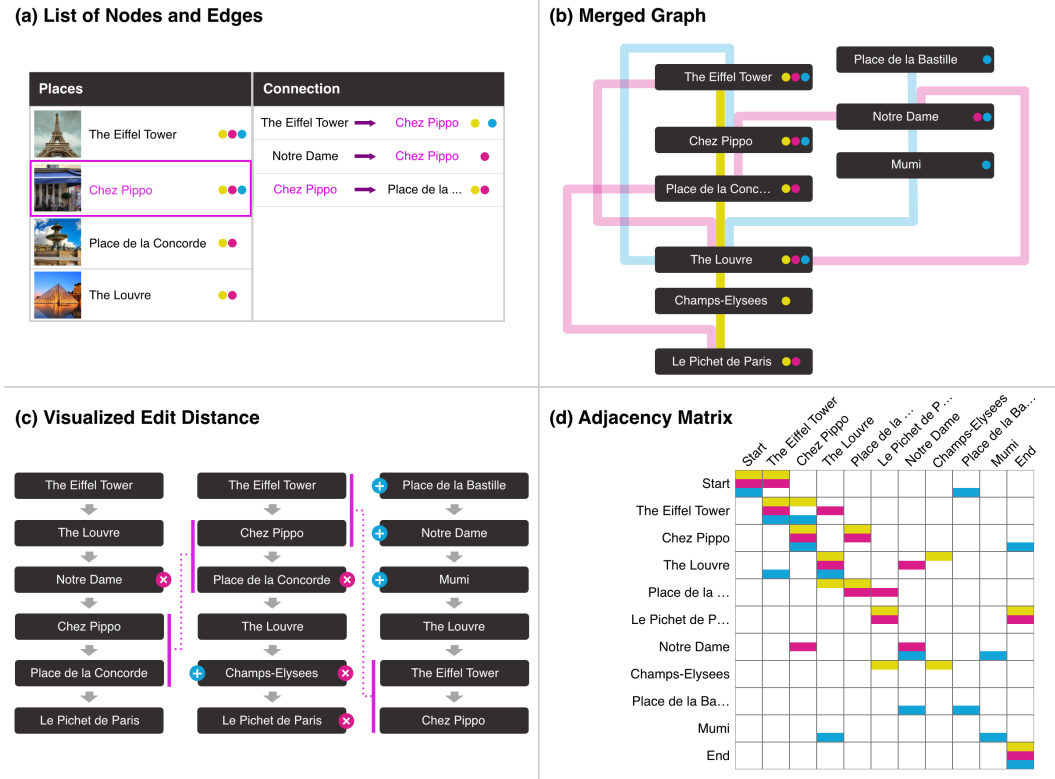 (a) List of Nodes and Edges
Places
Connection
The Eiffel Tower
Chez Pippo
Place de la Concorde
The Louvre
The Eiffel Tower Chez Pippo
Notre Dame Chez Pippo
Chez Pippo Place de la ...
(b) Merged Graph
The Eiffel Tower
Chez Pippo
Place de la Conc…
The Louvre
Champs-Elysees
Le Pichet de Paris
Place de la Bastille
Notre Dame
Mumi
(c) Visualized Edit Distance
The Eiffel Tower
The Louvre
Notre Dame
Chez Pippo
Place de la Concorde
Le Pichet de Paris
The Eiffel Tower
Chez Pippo
Place de la Concorde
The Louvre
Champs-Elysees
Le Pichet de Paris
Place de la Bastille
Notre Dame
Mumi
The Louvre
The Eiffel Tower
Chez Pippo
(d) Adjacency Matrix
Start
The Eiffel Tower
Chez Pippo
The Louvre
Place de la …
Le Pichet de P…
Notre Dame
Champs-Elysees
Place de la Ba…
Mumi
End
Start
The Eiffel Tower
Chez Pippo
The Louvre
Place de la …
Le Pichet de P…
Notre Dame
Champs-Elysees
Place de la Ba…
Mumi
End